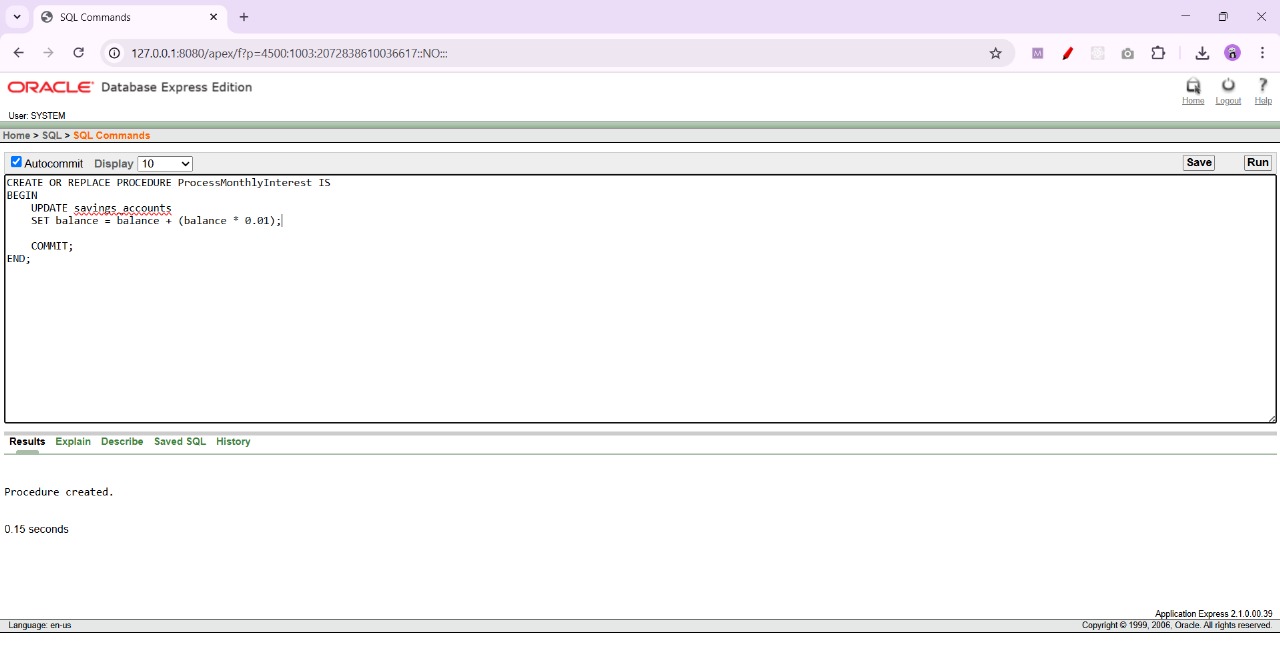 SQL Commands
127.0.0.1:8080/apex/f?p=4500:1003:2072838610036617::NO:::
ORACLE Database Express Edition
Home Logout Help
User: SYSTEM
Home > SQL > SQL Commands
Autocommit Display 10 Save Run
CREATE OR REPLACE PROCEDURE ProcessMonthlyInterest IS
BEGIN
UPDATE savings_accounts
SET balance = balance + (balance * 0.01);
COMMIT;
END;
Results Explain Describe Saved SQL History
Procedure created.
0.15 seconds
Application Express 2.1.0.00.39
Language: en-us Copyright © 1999, 2006, Oracle. All rights reserved.